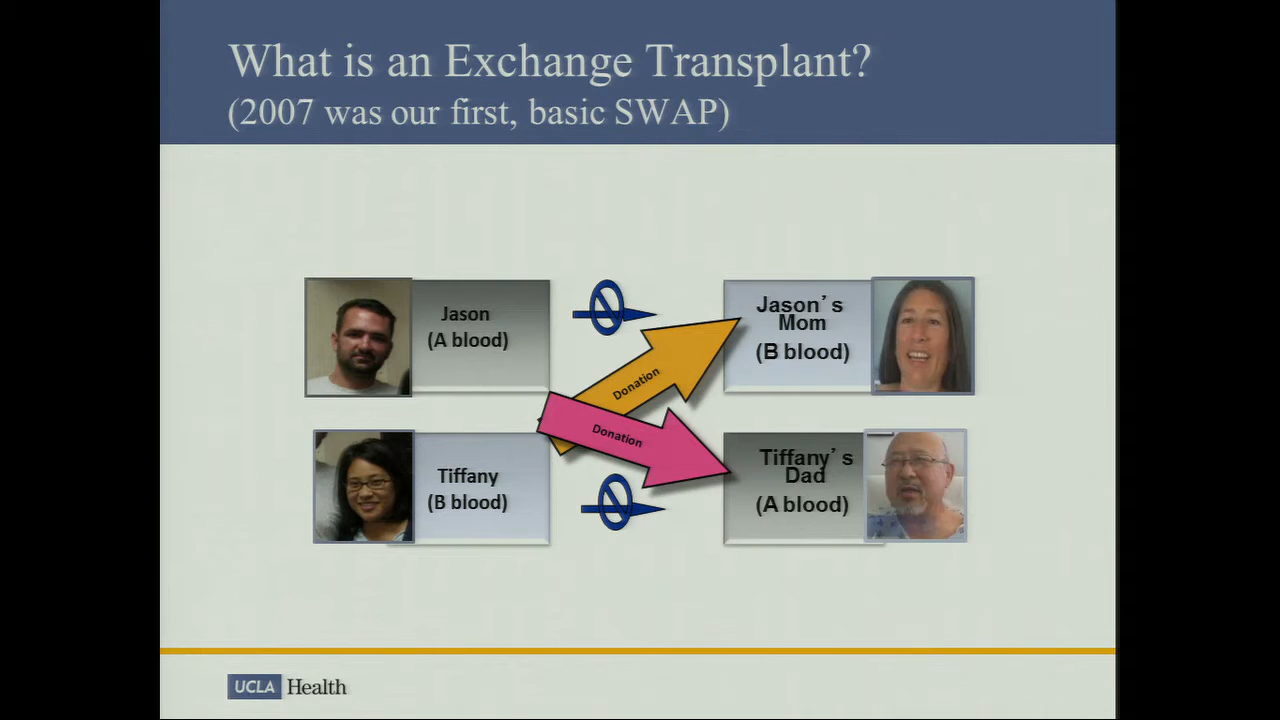 What is an Exchange Transplant?
(2007 was our first, basic SWAP)
Jason
(A blood)
Jason's
Mom
(B blood)
Donation
Donation
Tiffany
(B blood)
Tiffany's
Dad
(A blood)
UCLA Health